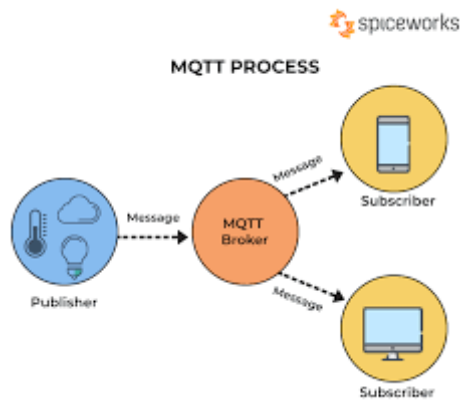 spiceworks
MQTT PROCESS
Message
Subscriber
Message
MQTT
Broker
Publisher
Message
Subscriber